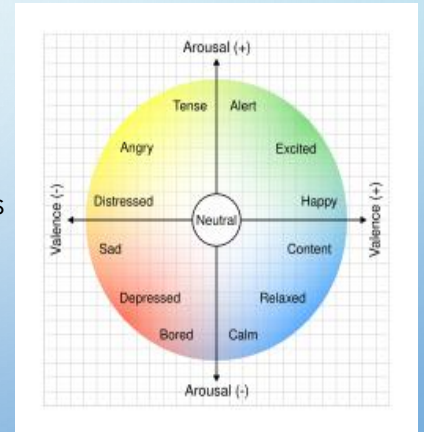 Arousal (+)
Tense Alert
Angry Excited
s
Distressed Happy
Valence (-) Neutral Valence (+)
Sad Content
Depressed Relaxed
Bored Calm
Arousal (-)